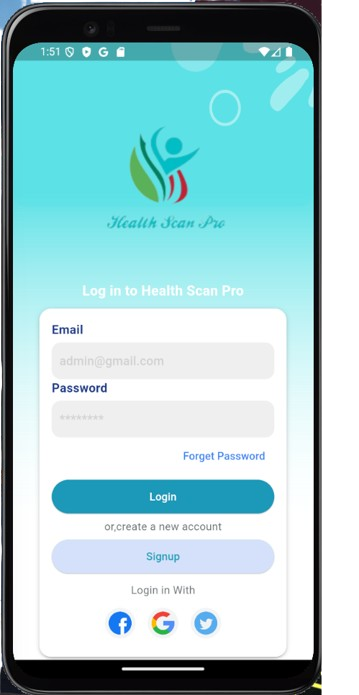 1:51
Health Scan Pro
Log in to Health Scan Pro
Email
admin@gmail.com
Password
********
Forget Password
Login
or,create a new account
Signup
Login in With